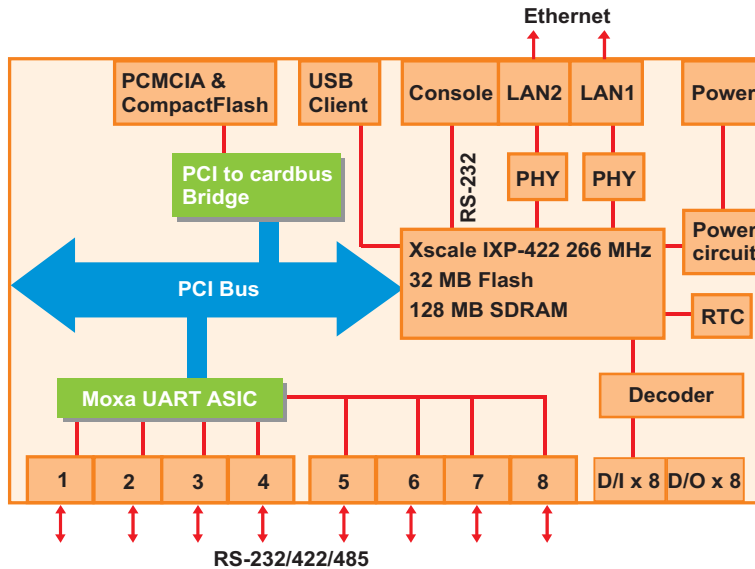 Ethernet
PCMCIA &
CompactFlash
USB
Client
Console
LAN2
LAN1
Power
PCI to cardbus
Bridge
RS-232
PHY
PHY
Power
circuit
Xscale IXP-422 266 MHz
32 MB Flash
128 MB SDRAM
PCI Bus
RTC
Moxa UART ASIC
Decoder
1
2
3
4
5
6
7
8
D/I x 8
D/O x 8
RS-232/422/485